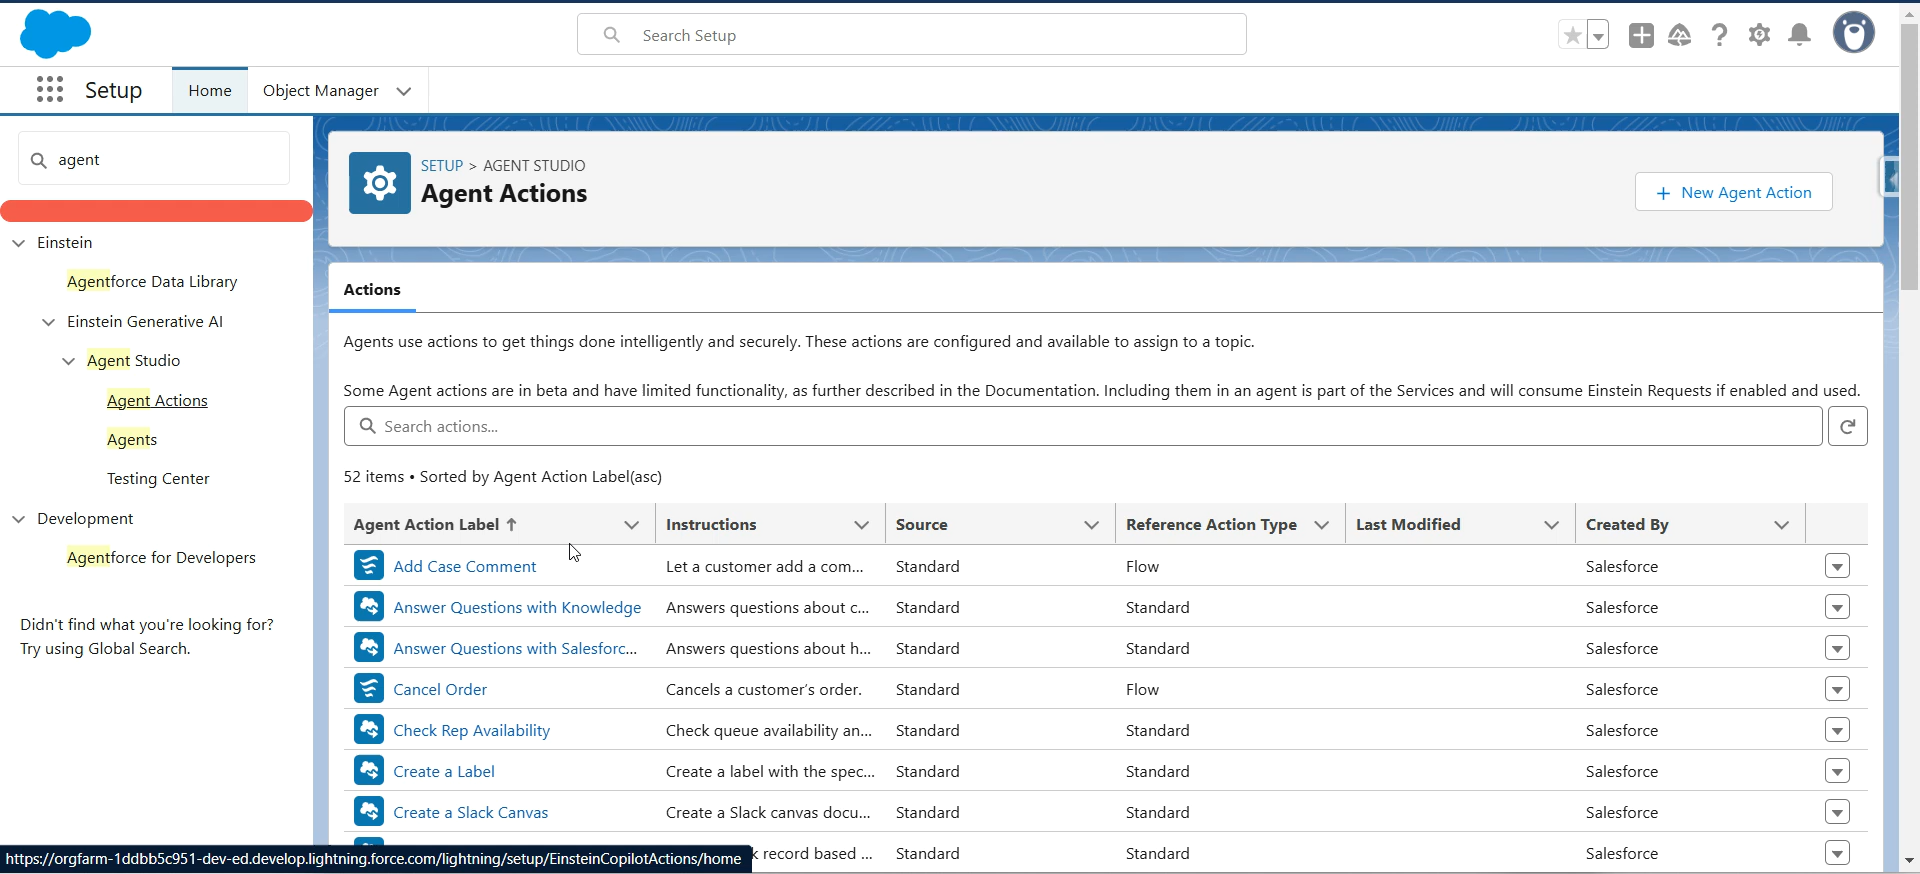 Search Setup
Setup
Home
Object Manager
agent
Einstein
Agentforce Data Library
Einstein Generative AI
Agent Studio
Agent Actions
Agents
Testing Center
Development
Agentforce for Developers
Didn't find what you're looking for?
Try using Global Search.
SETUP > AGENT STUDIO
Agent Actions
New Agent Action
Actions
Agents use actions to get things done intelligently and securely. These actions are configured and available to assign to a topic.
Some Agent actions are in beta and have limited functionality, as further described in the Documentation. Including them in an agent is part of the Services and will consume Einstein Requests if enabled and used.
Search actions...
52 items • Sorted by Agent Action Label(asc)
Agent Action Label ↑ Instructions Source Reference Action Type Last Modified Created By
Add Case Comment Let a customer add a com... Standard Flow Salesforce
Answer Questions with Knowledge Answers questions about c... Standard Standard Salesforce
Answer Questions with Salesforc... Answers questions about h... Standard Standard Salesforce
Cancel Order Cancels a customer's order. Standard Flow Salesforce
Check Rep Availability Check queue availability an... Standard Standard Salesforce
Create a Label Create a label with the spec... Standard Standard Salesforce
Create a Slack Canvas Create a Slack canvas docu... Standard Standard Salesforce
k record based ... Standard Standard Salesforce
https://orgfarm-1ddbb5c951-dev-ed.develop.lightning.force.com/lightning/setup/EinsteinCopilotActions/home